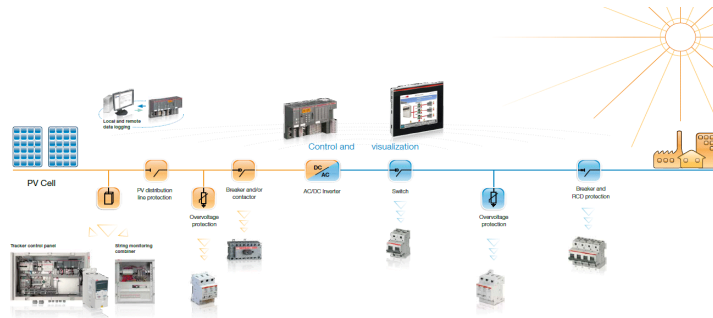 Local and remote
data logging
Control and visualization
PV Cell
PV distribution
line protection
Overvoltage
protection
Breaker and/or
contactor
DC
AC
AC/DC Inverter
Switch
Overvoltage
protection
Breaker and
RCD protection
Tracker control panel
String monitoring
combiner